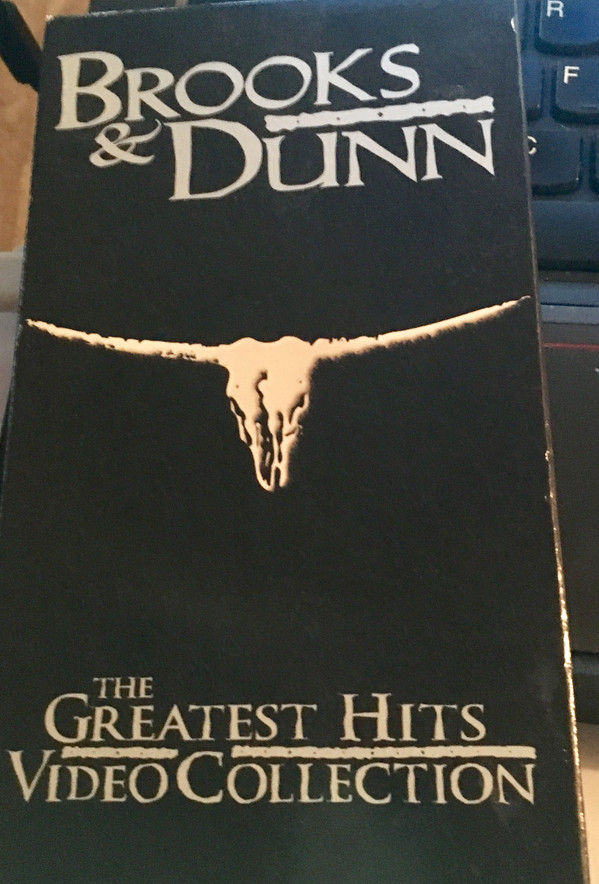 BROOKS
& DUNN
THE
GREATEST HITS
VIDEO COLLECTION
R
F
C